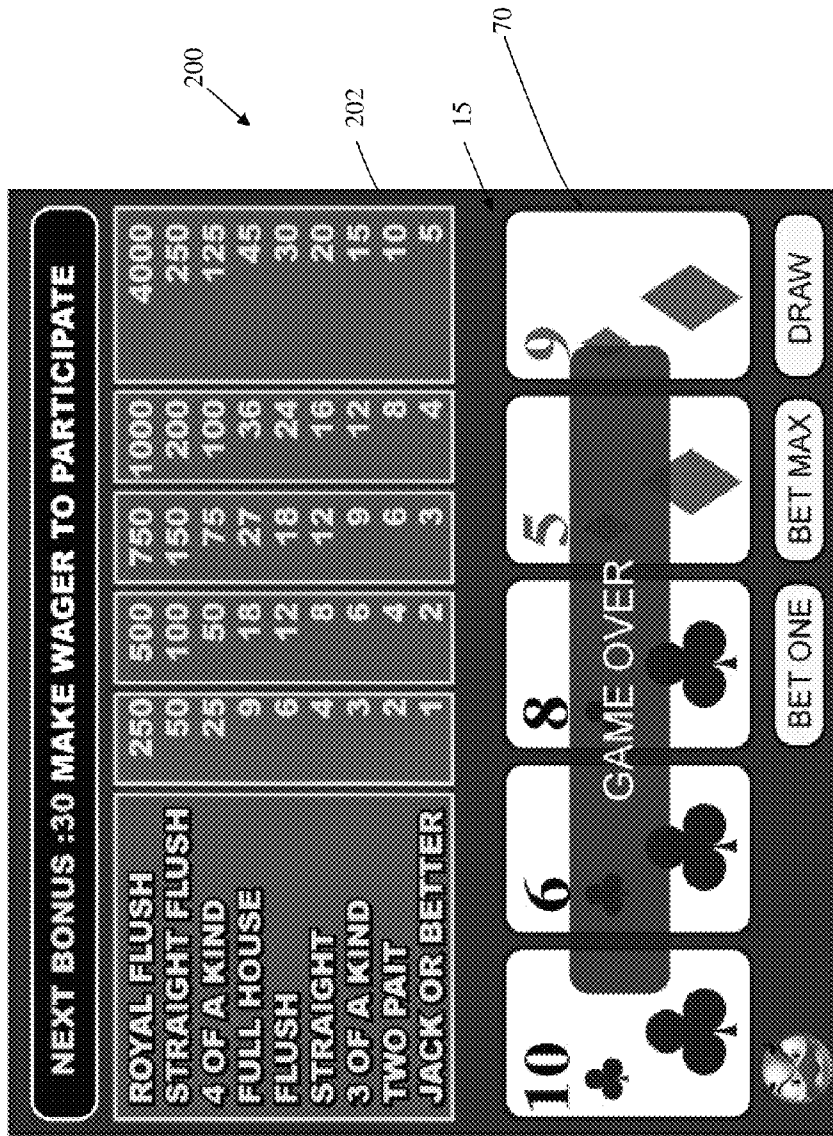 NEXT BONUS :30 MAKE WAGER TO PARTICIPATE
ROYAL FLUSH 250 500 750 1000 4000
STRAIGHT FLUSH 50 100 150 200 250
4 OF A KIND 25 50 75 100 125
FULL HOUSE 9 18 27 36 45
FLUSH 6 12 18 24 30
STRAIGHT 4 8 12 16 20
3 OF A KIND 3 6 9 12 15
TWO PAIT 2 4 6 8 10
JACK OR BETTER 1 2 3 4 5
10 6 8 5 9
GAME OVER
BET ONE BET MAX DRAW
200
202
15
70